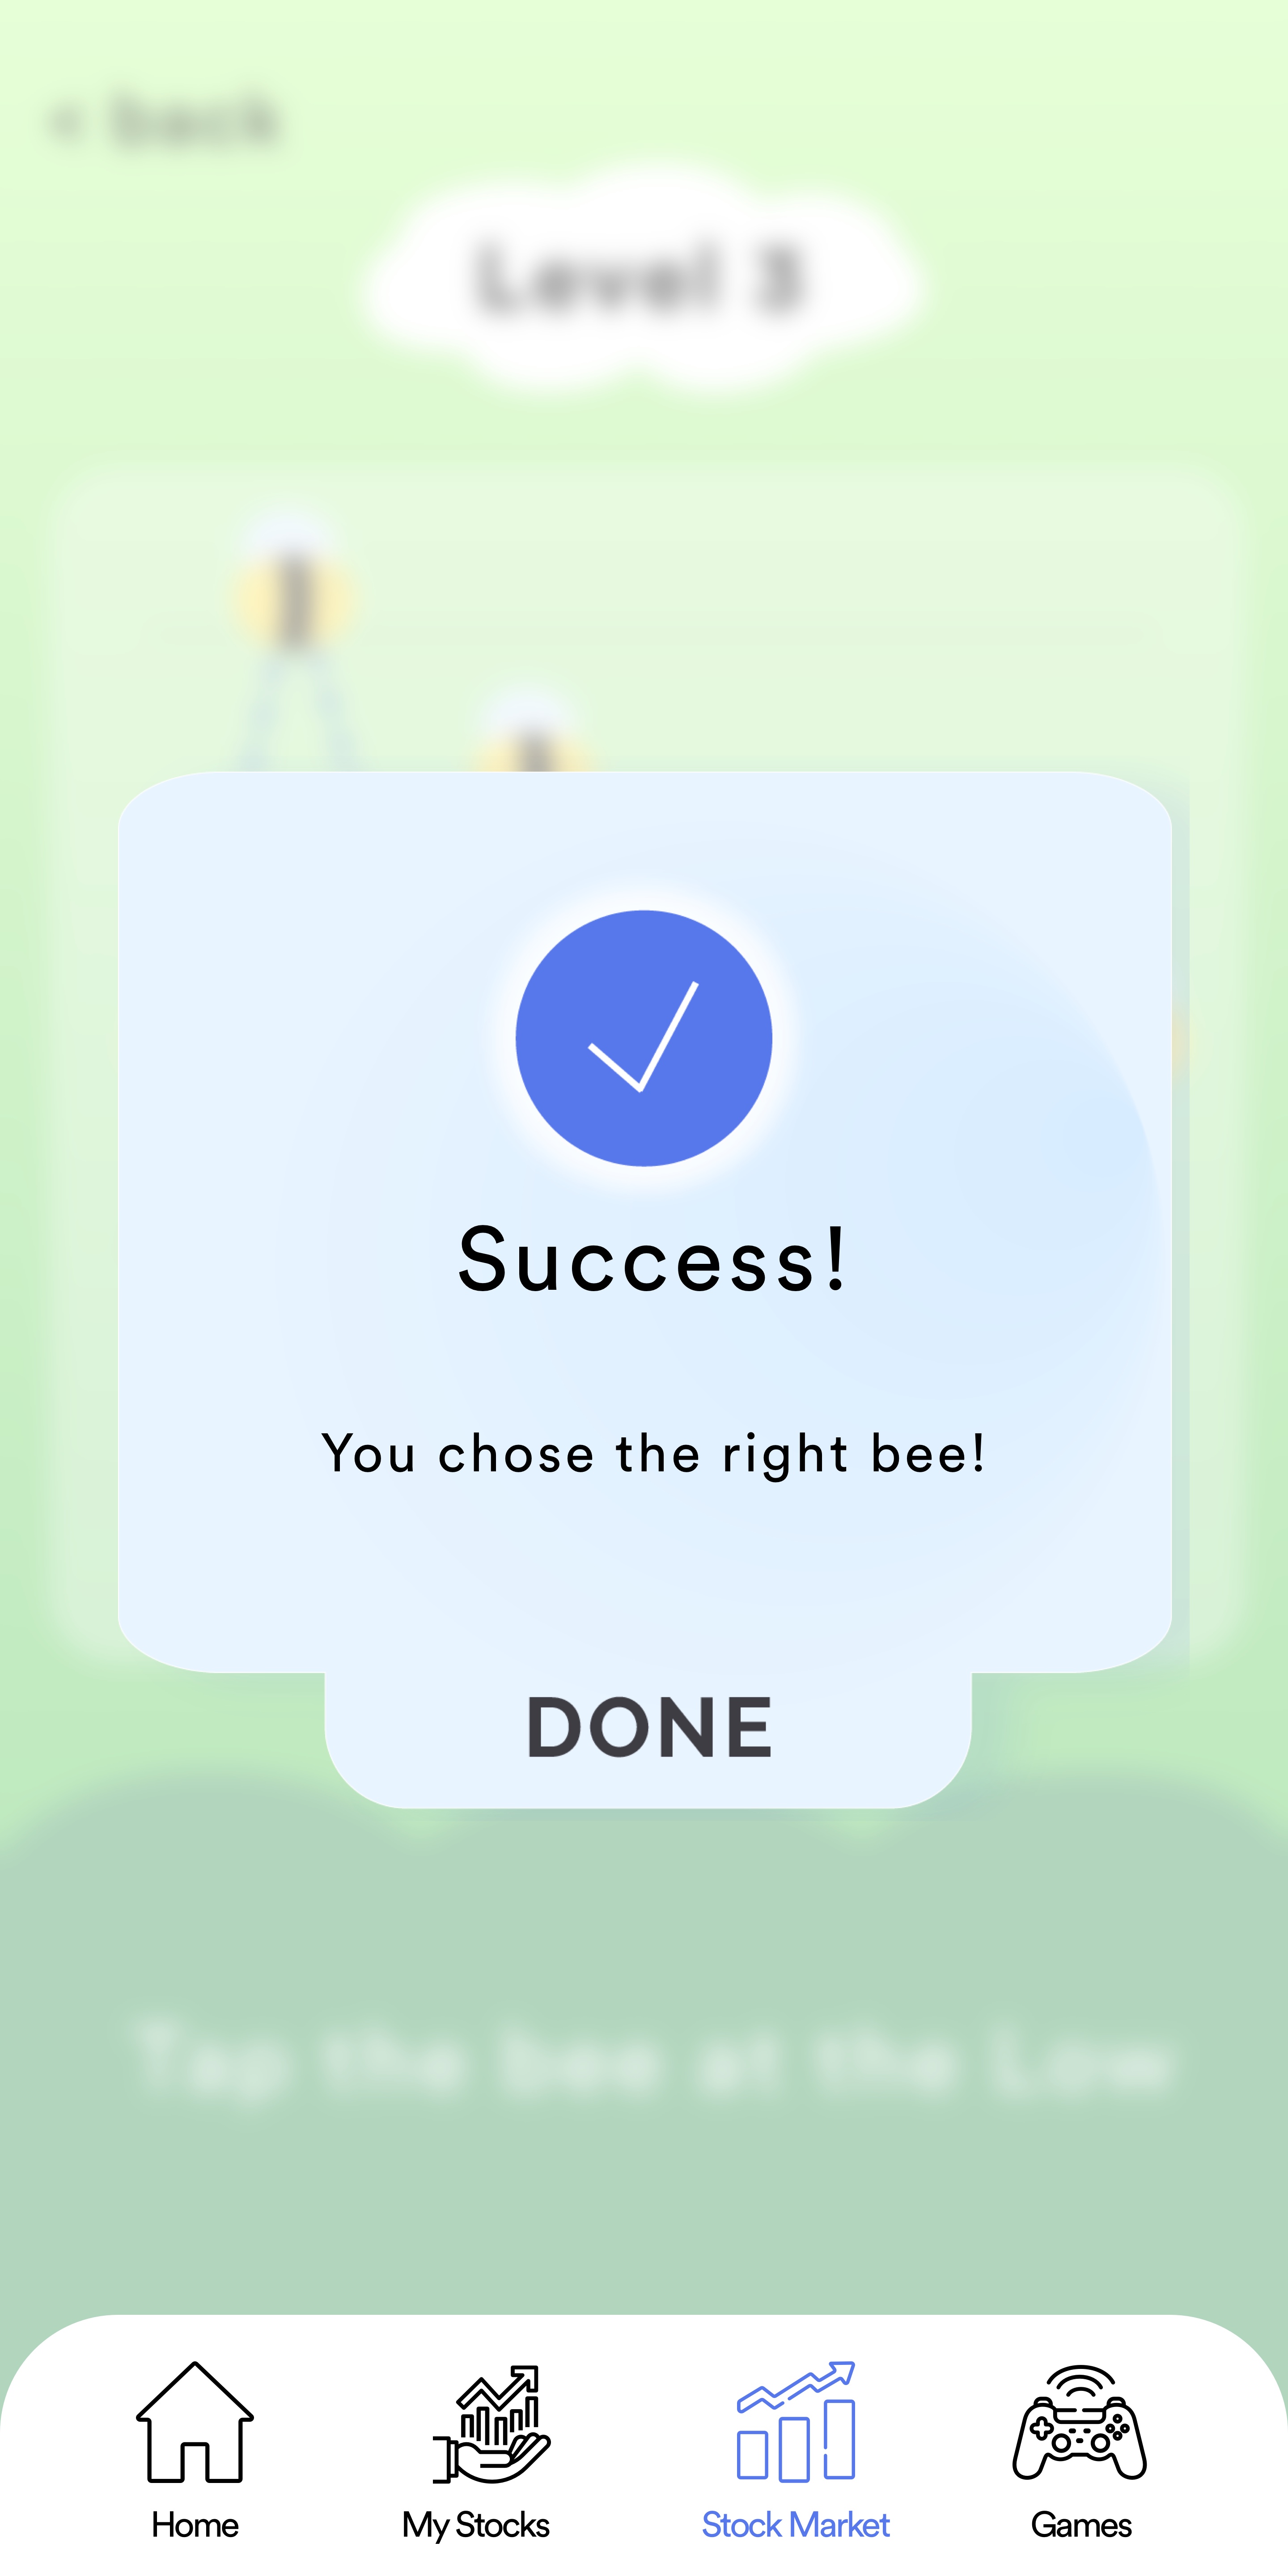 < back
Level 3
Success!
You chose the right bee!
DONE
Tap the bee at the Low
Home
My Stocks
Stock Market
Games